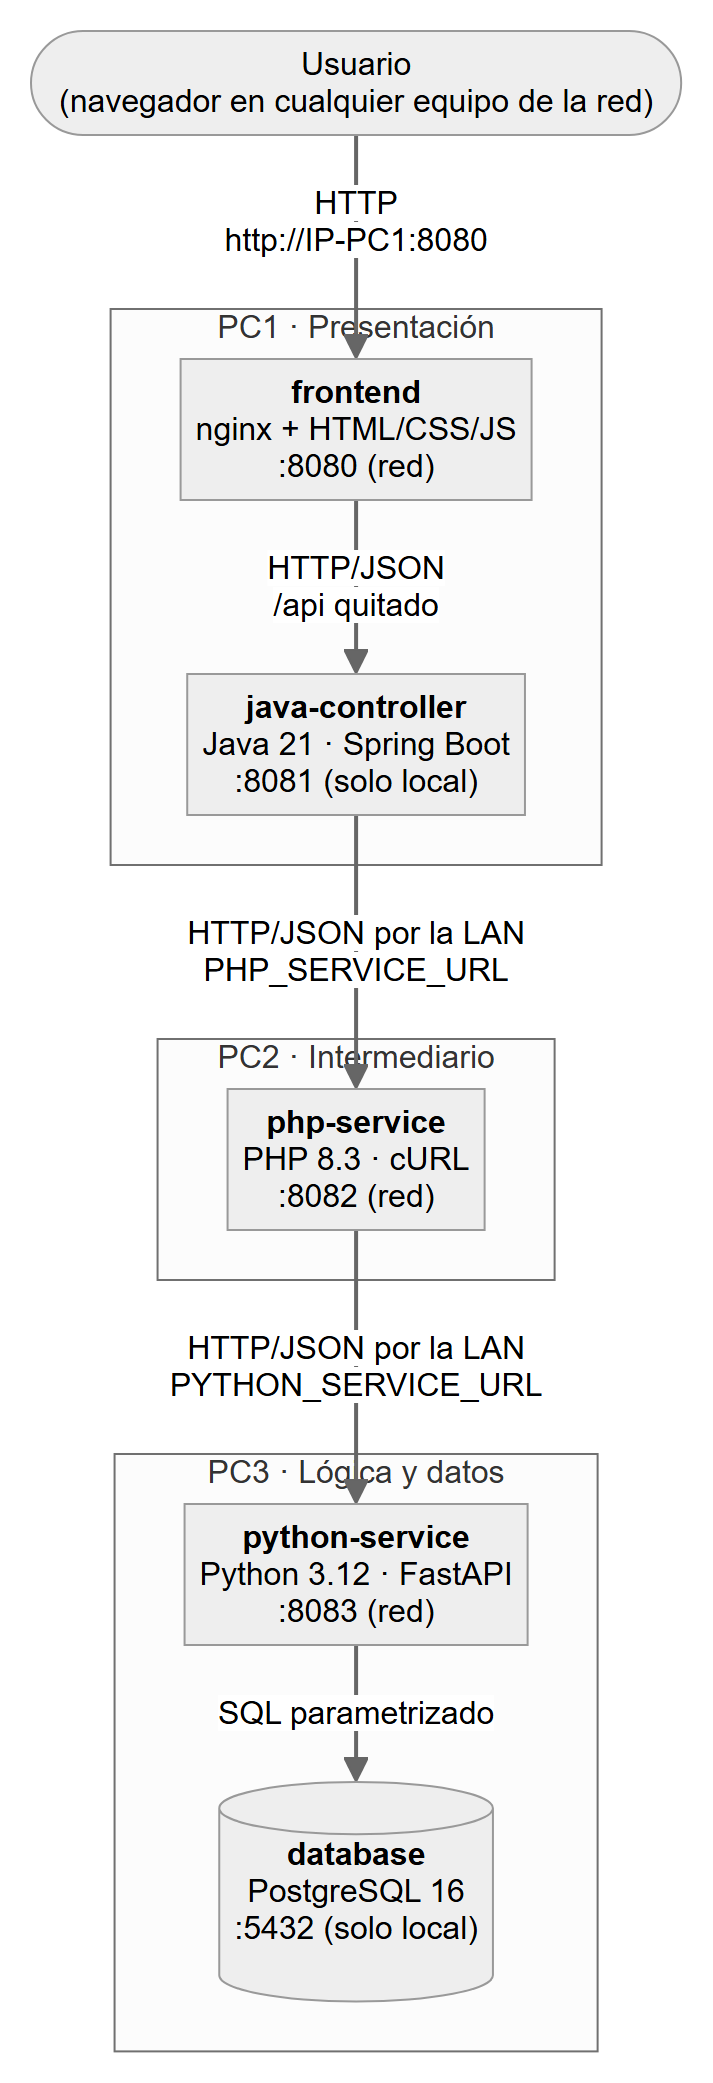 Usuario
(navegador en cualquier equipo de la red)
HTTP
http://IP-PC1:8080
PC1 · Presentación
frontend
nginx + HTML/CSS/JS
:8080 (red)
HTTP/JSON
/api quitado
java-controller
Java 21 · Spring Boot
:8081 (solo local)
HTTP/JSON por la LAN
PHP_SERVICE_URL
PC2 · Intermediario
php-service
PHP 8.3 · cURL
:8082 (red)
HTTP/JSON por la LAN
PYTHON_SERVICE_URL
PC3 · Lógica y datos
python-service
Python 3.12 · FastAPI
:8083 (red)
SQL parametrizado
database
PostgreSQL 16
:5432 (solo local)